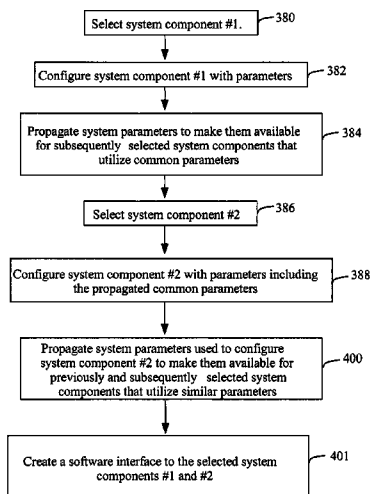 Select system component #1.
380
Configure system component #1 with parameters
382
Propagate system parameters to make them available
for subsequently selected system components that
utilize common parameters
384
Select system component #2
386
Configure system component #2 with parameters including
the propagated common parameters
388
Propagate system parameters used to configure
system component #2 to make them available for
previously and subsequently selected system
components that utilize similar parameters
400
Create a software interface to the selected system
components #1 and #2
401